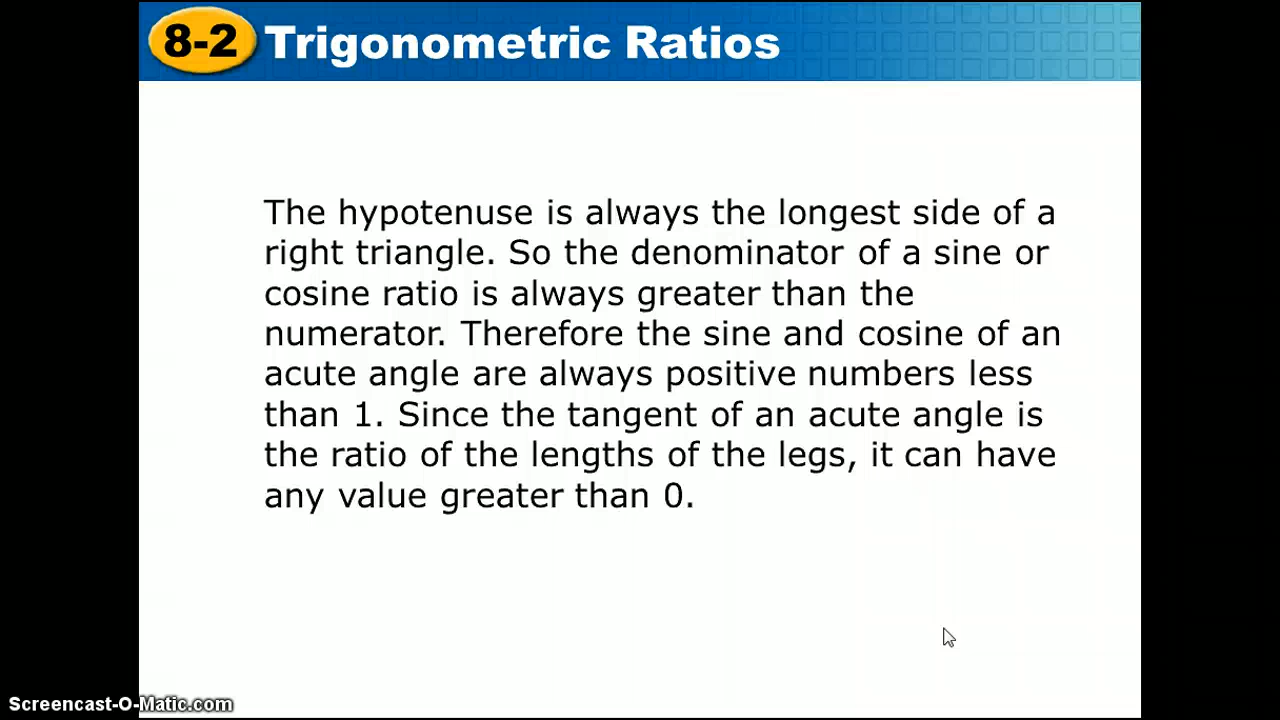 8-2 Trigonometric Ratios
The hypotenuse is always the longest side of a
right triangle. So the denominator of a sine or
cosine ratio is always greater than the
numerator. Therefore the sine and cosine of an
acute angle are always positive numbers less
than 1. Since the tangent of an acute angle is
the ratio of the lengths of the legs, it can have
any value greater than 0.
Screencast-O-Matic.com